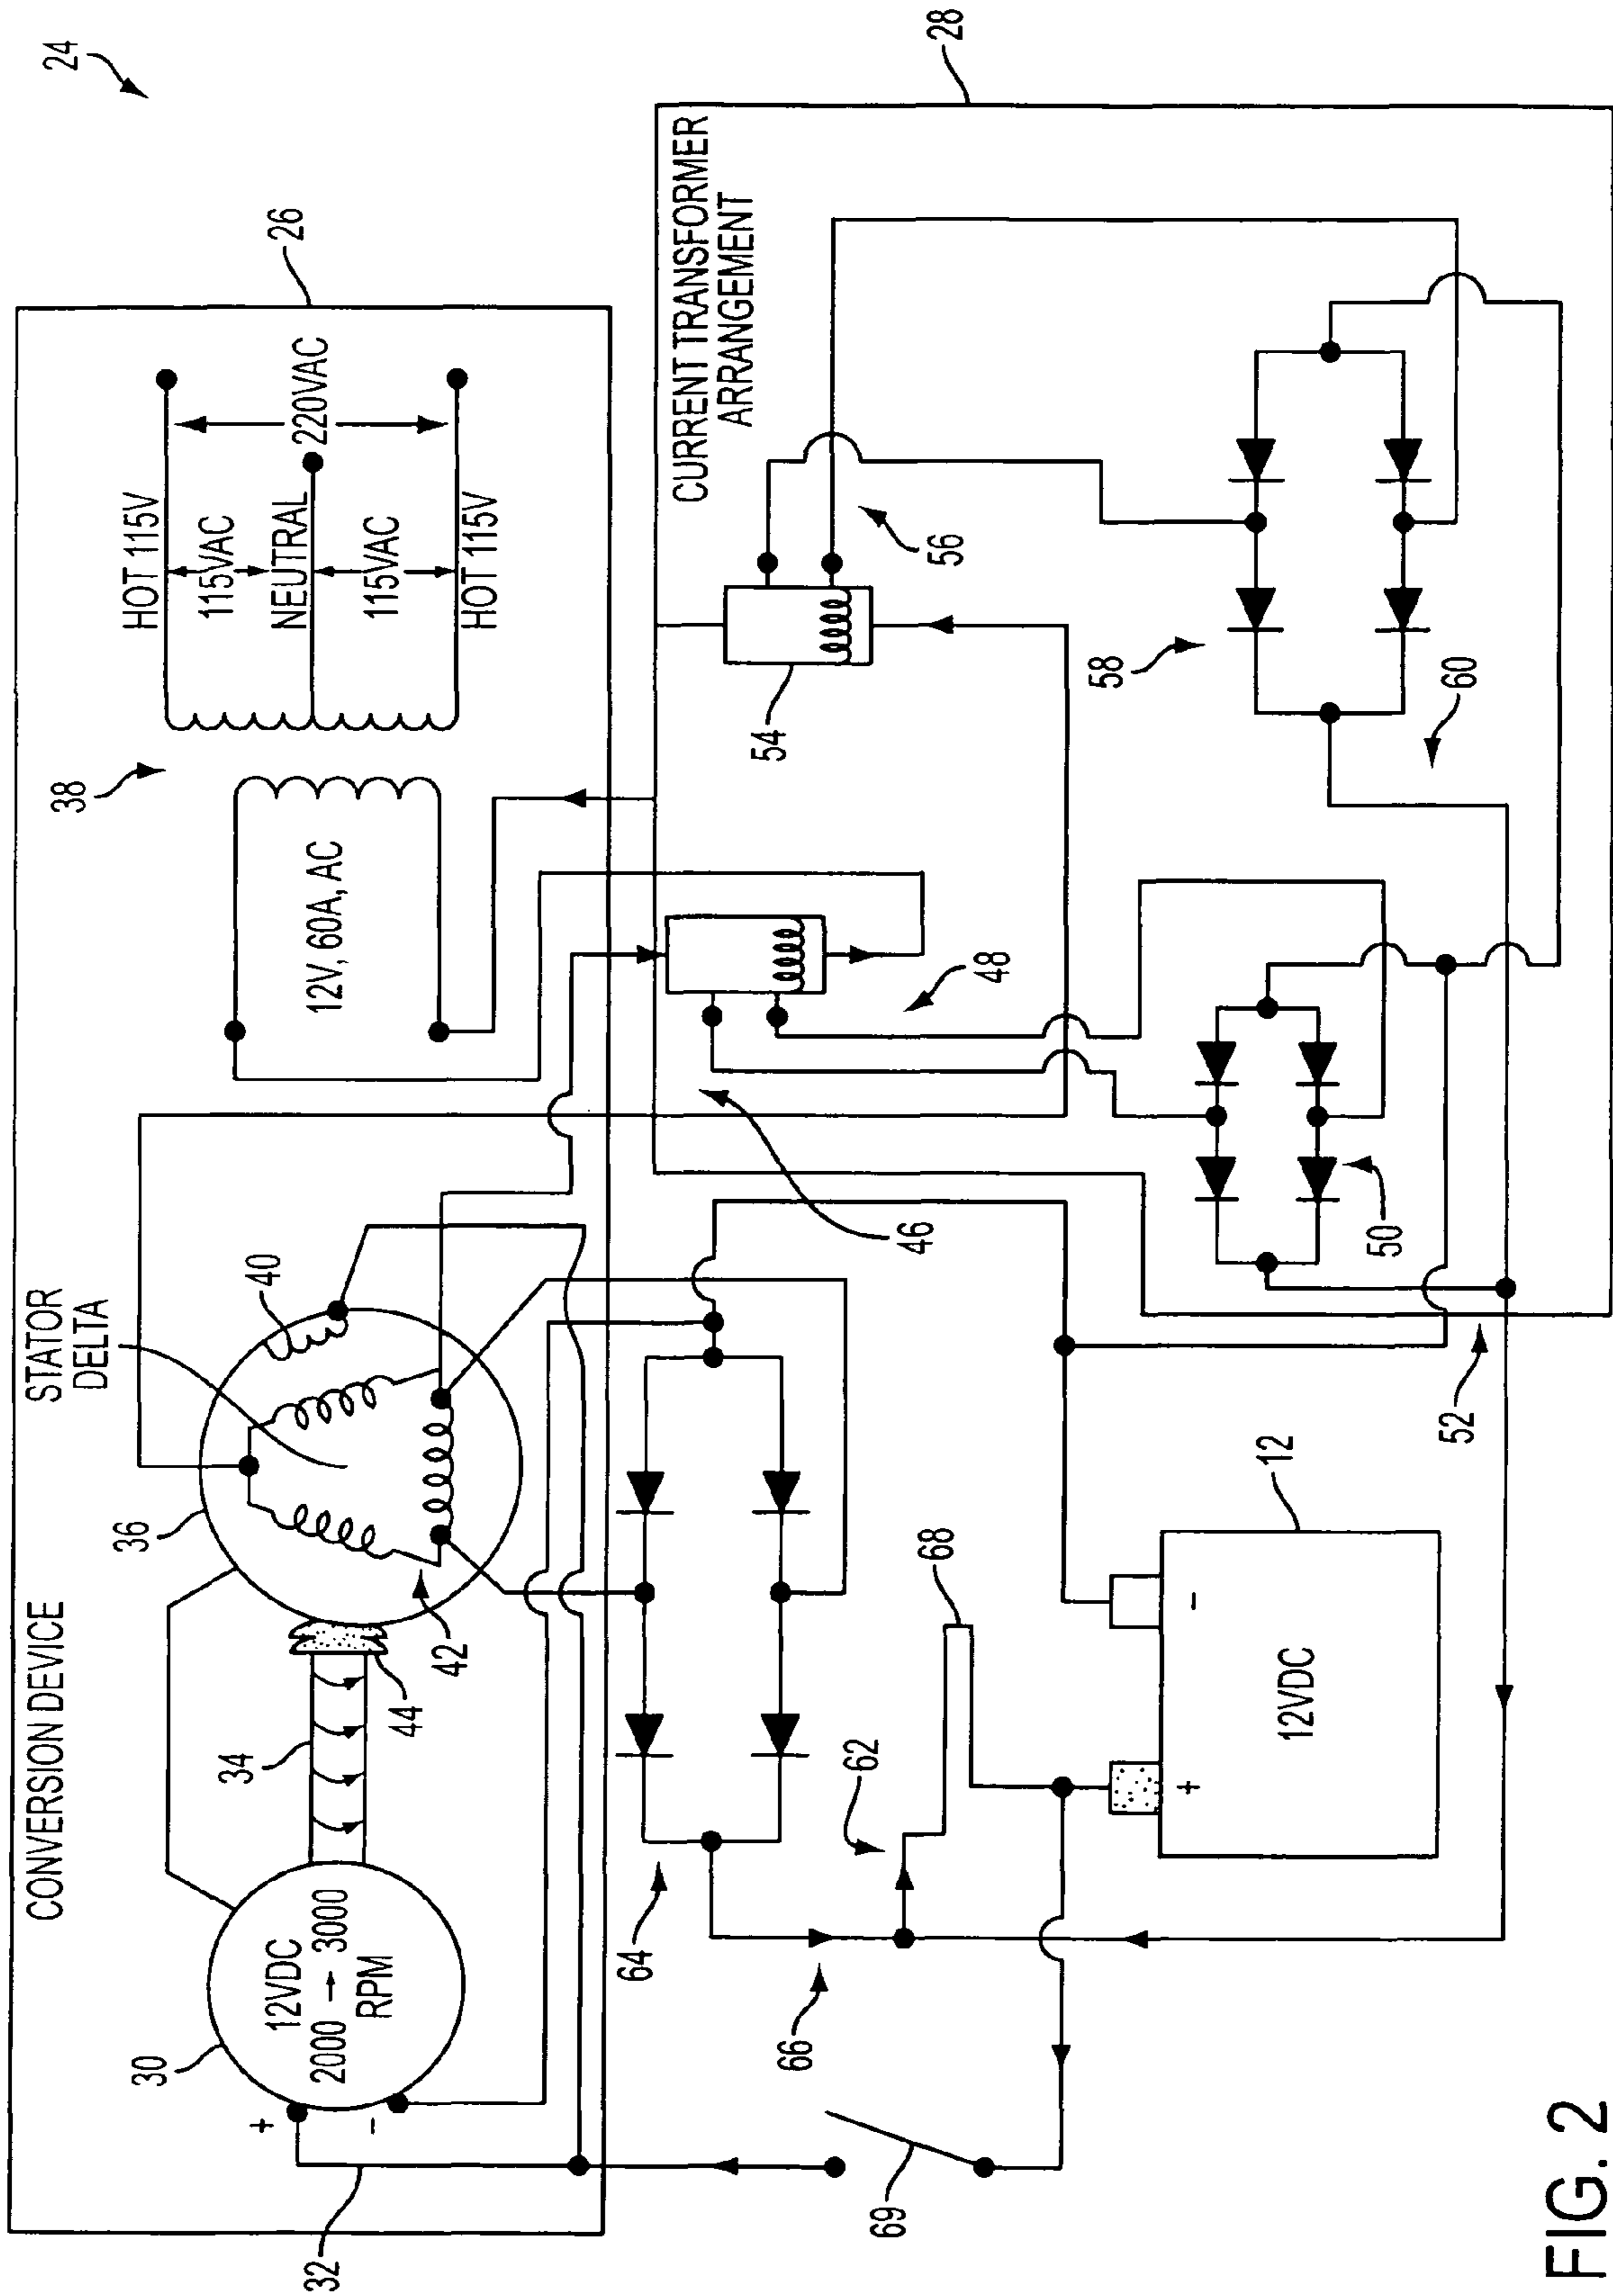 24
CONVERSION DEVICE
26
STATOR
DELTA
38
HOT 115V
115VAC
NEUTRAL
115VAC
HOT 115V
220VAC
12V, 60A, AC
30
12VDC
2000 → 3000
RPM
+
-
32
34
44
36
40
42
CURRENT TRANSFORMER
ARRANGEMENT
28
46
48
54
56
58
60
50
52
64
62
66
68
69
12
+
-
12VDC
FIG. 2